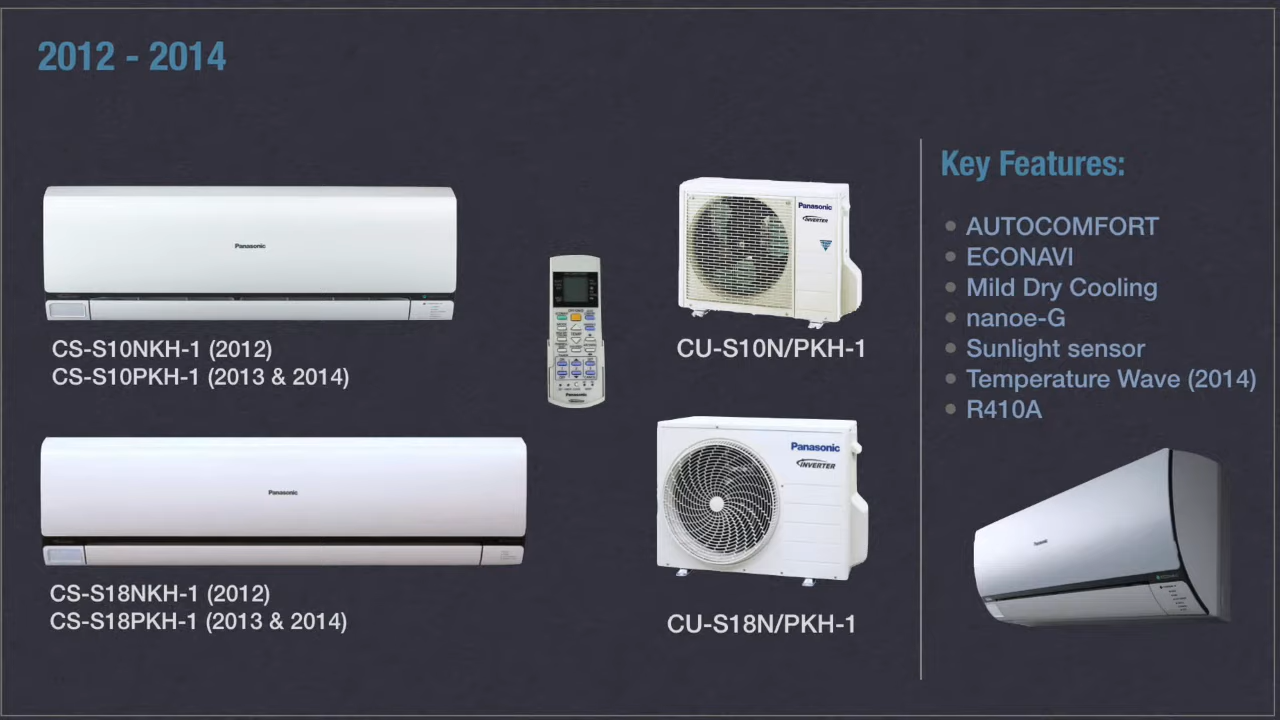 2012 - 2014
Panasonic
CS-S10NKH-1 (2012)
CS-S10PKH-1 (2013 & 2014)
Panasonic
CS-S18NKH-1 (2012)
CS-S18PKH-1 (2013 & 2014)
Panasonic
Panasonic
INVERTER
CU-S10N/PKH-1
Panasonic
INVERTER
CU-S18N/PKH-1
Key Features:
AUTOCOMFORT
ECONAVI
Mild Dry Cooling
nanoe-G
Sunlight sensor
Temperature Wave (2014)
R410A
Panasonic